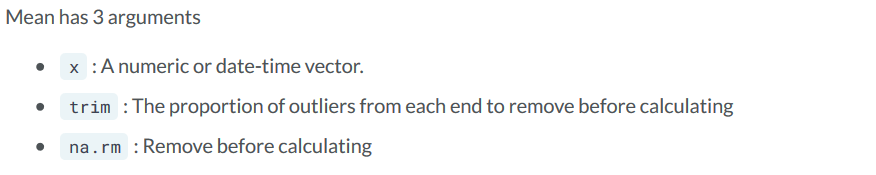 Mean has 3 arguments
• x : A numeric or date-time vector.
• trim : The proportion of outliers from each end to remove before calculating
• na.rm : Remove before calculating